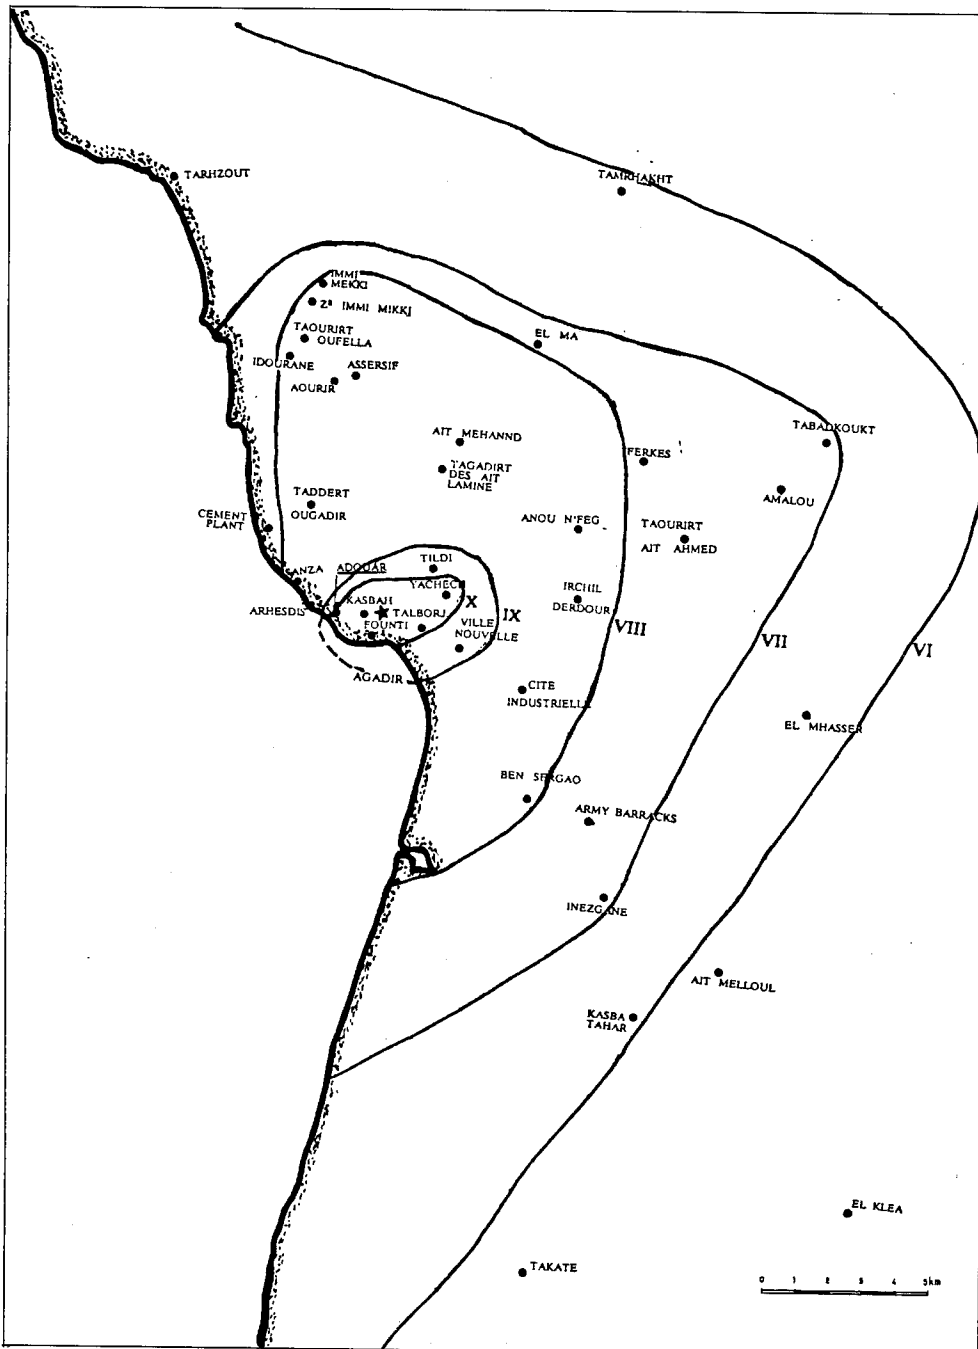 TARHZOUT
TAMRHAKHT
IMMI
MEKKI
Zª IMMI MIKKI
TAOURIRT
OUFELLA
EL MA
IDOURANE
ASSERSIF
AOURIR
TABADKOUKT
AIT MEHANND
FERKES
TAGADIRT
DES AIT
LAMINE
AMALOU
TADDERT
OUGADIR
CEMENT
PLANT
ANOU N'FEG
TAOURIRT
AIT AHMED
TILDI
ANZA
ADOUAR
YACHECH
IRCHIL
DERDOUR
ARHESDIS
KASBAH
TALBORJ
FOUNTI
VILLE
NOUVELLE
X
IX
VIII
VII
VI
AGADIR
CITE
INDUSTRIELLE
EL MHASSER
BEN SERGAO
ARMY BARRACKS
INEZGANE
AIT MELLOUL
KASBA
TAHAR
EL KLEA
TAKATE
0 1 2 3 4 5km